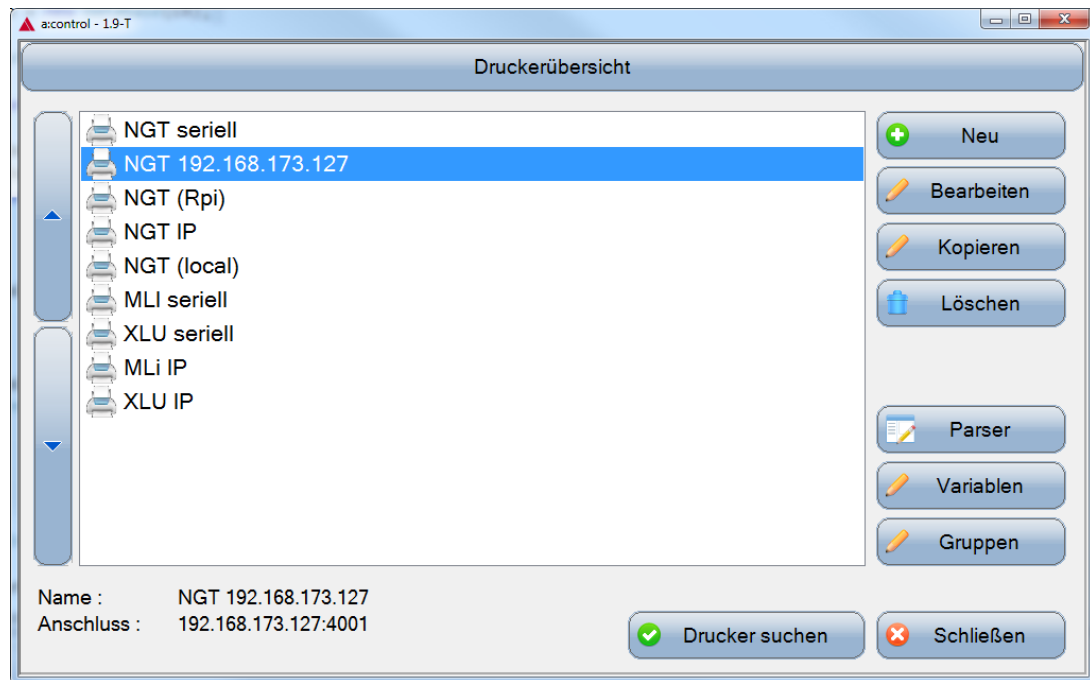 a:control - 1.9-T
Druckerübersicht
NGT seriell
NGT 192.168.173.127
NGT (Rpi)
NGT IP
NGT (local)
MLI seriell
XLU seriell
MLi IP
XLU IP
Neu
Bearbeiten
Kopieren
Löschen
Parser
Variablen
Gruppen
Name : NGT 192.168.173.127
Anschluss : 192.168.173.127:4001
Drucker suchen
Schließen